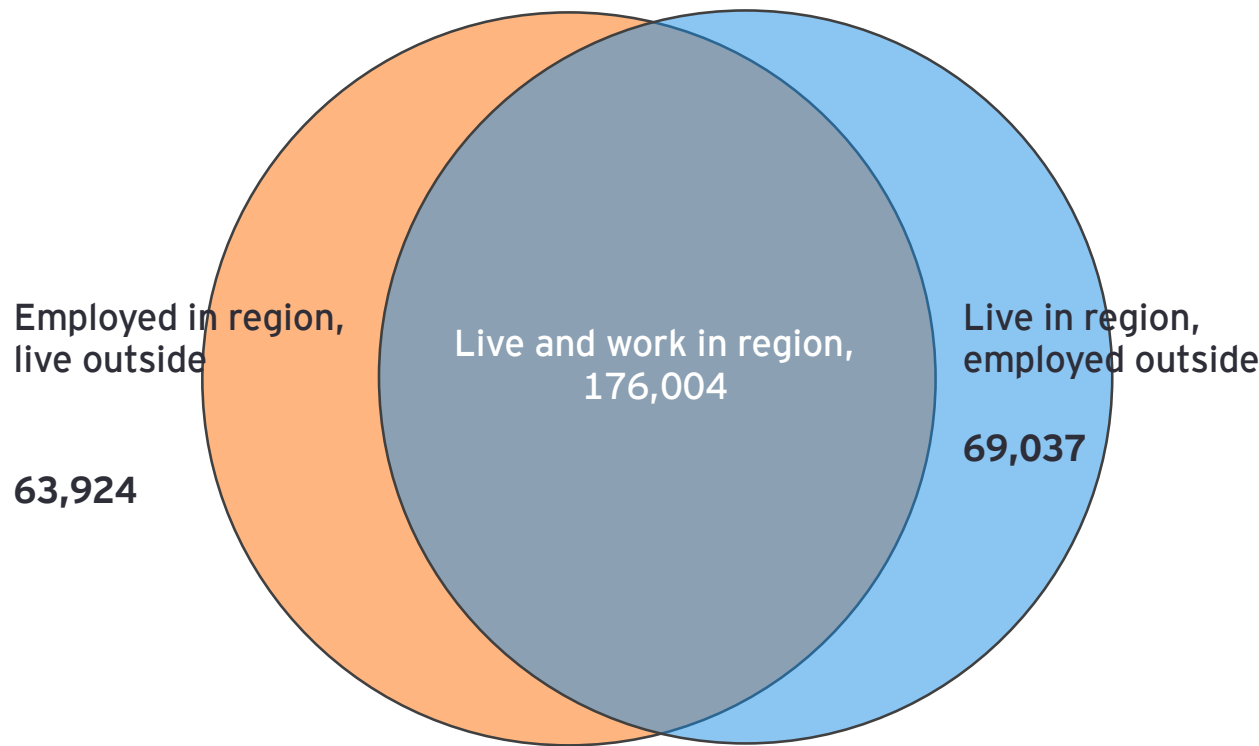 Employed in region,
live outside
63,924
Live and work in region,
176,004
Live in region,
employed outside
69,037